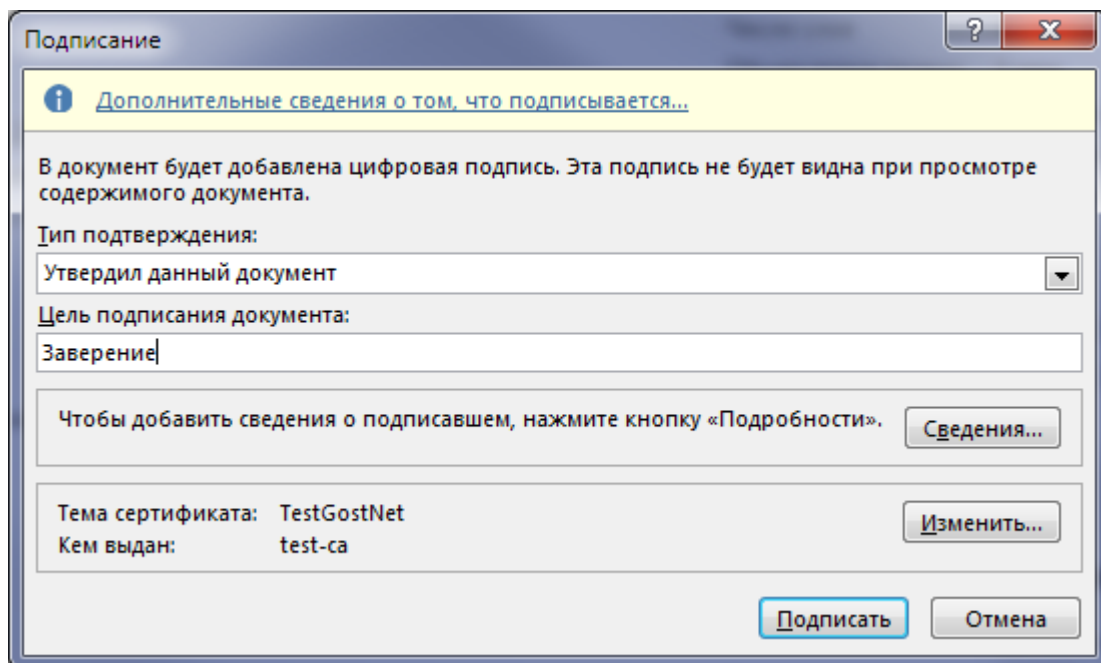 Подписание
Дополнительные сведения о том, что подписывается...
В документ будет добавлена цифровая подпись. Эта подпись не будет видна при просмотре
содержимого документа.
Тип подтверждения:
Утвердил данный документ
Цель подписания документа:
Заверение
Чтобы добавить сведения о подписавшем, нажмите кнопку «Подробности».
Сведения...
Тема сертификата: TestGostNet
Изменить...
Кем выдан: test-ca
Подписать Отмена